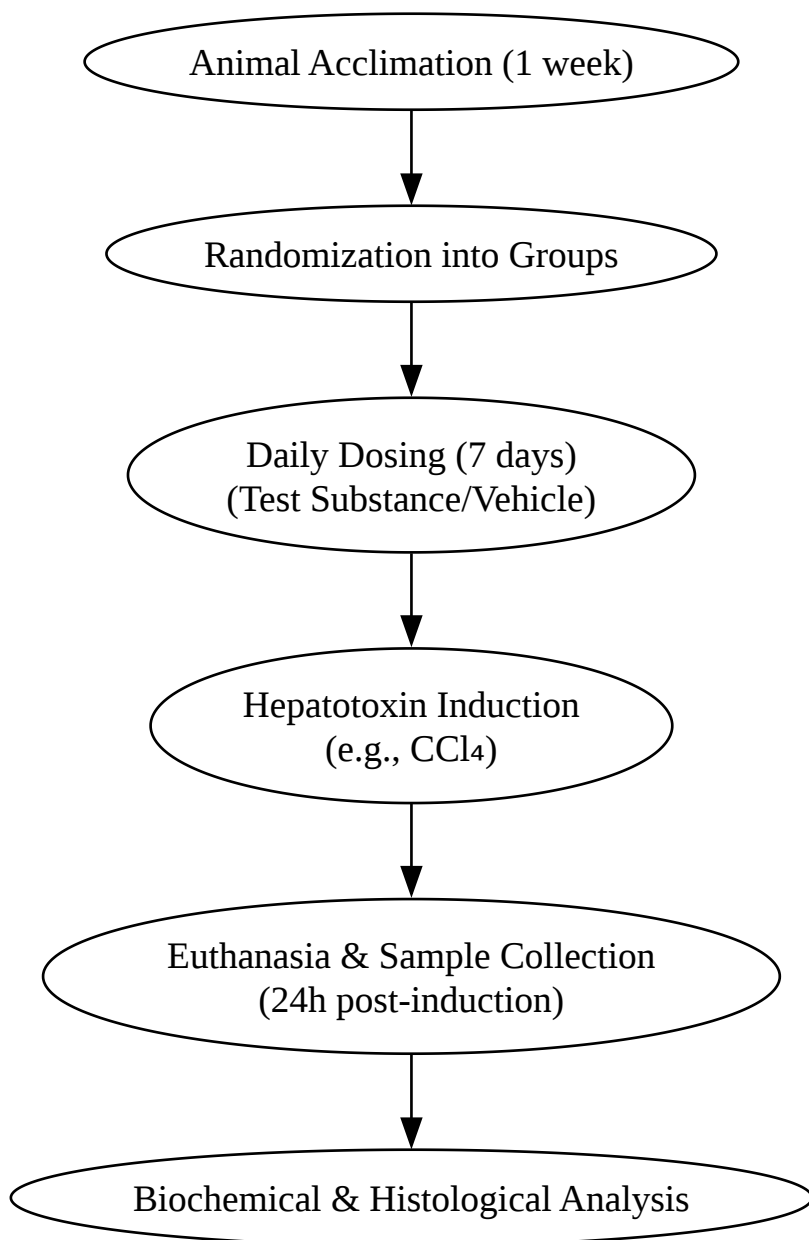 Animal Acclimation (1 week)
Randomization into Groups
Daily Dosing (7 days)
(Test Substance/Vehicle)
Hepatotoxin Induction
(e.g., CCl₄)
Euthanasia & Sample Collection
(24h post-induction)
Biochemical & Histological Analysis